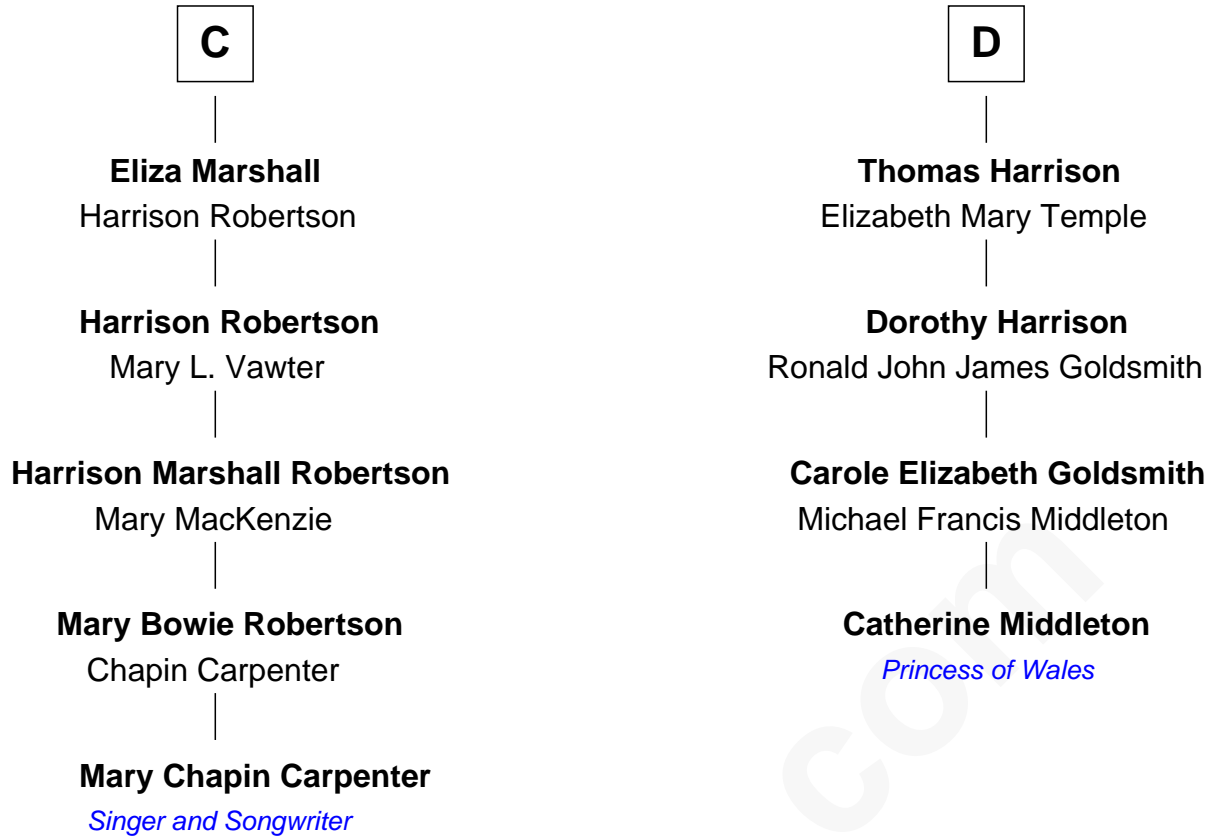 C
Eliza Marshall
Harrison Robertson
Harrison Robertson
Mary L. Vawter
Harrison Marshall Robertson
Mary MacKenzie
Mary Bowie Robertson
Chapin Carpenter
Mary Chapin Carpenter
Singer and Songwriter
D
Thomas Harrison
Elizabeth Mary Temple
Dorothy Harrison
Ronald John James Goldsmith
Carole Elizabeth Goldsmith
Michael Francis Middleton
Catherine Middleton
Princess of Wales
com